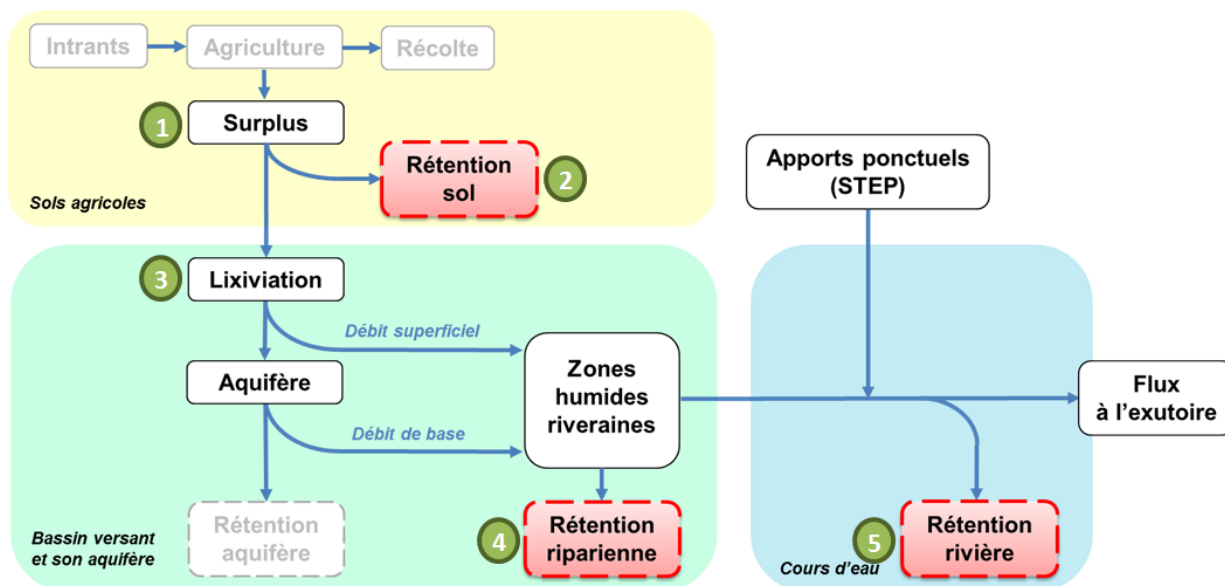 Intrants
Agriculture
Récolte
1
Surplus
Rétention
sol
2
Sols agricoles
Apports ponctuels
(STEP)
3
Lixiviation
Débit superficiel
Aquifère
Zones
humides
riveraines
Flux
à l’exutoire
Débit de base
Bassin versant
et son aquifère
Rétention
aquifère
4
Rétention
riparienne
5
Rétention
rivière
Cours d’eau